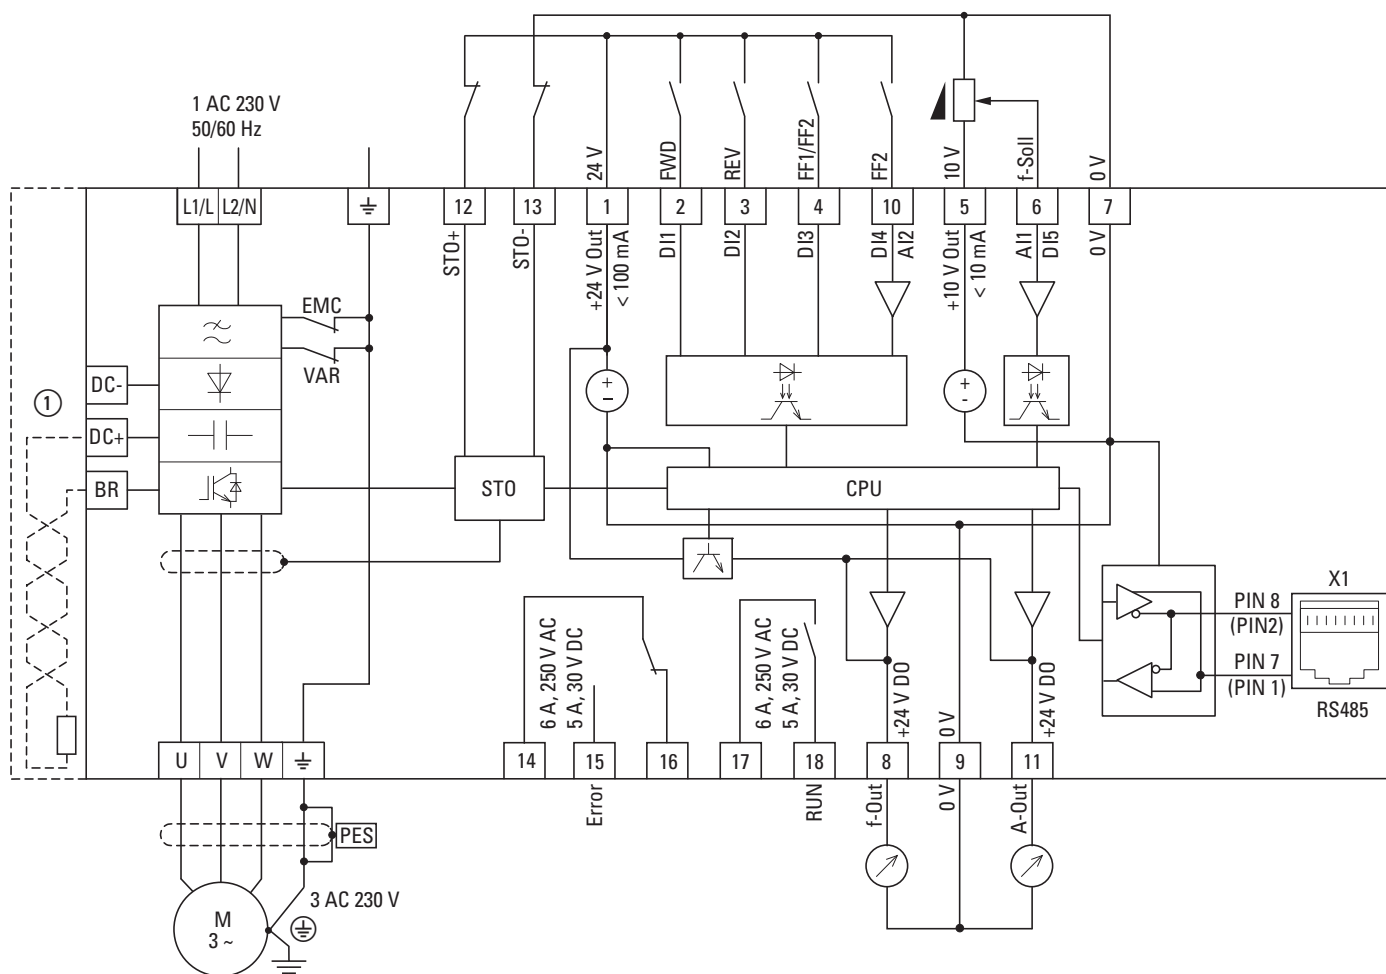 1 AC 230 V
50/60 Hz
24 V
FWD
REV
FF1/FF2
FF2
10 V
f-Soll
0 V
L1/L
L2/N
12
13
1
2
3
4
10
5
6
7
STO+
STO-
+24 V Out
< 100 mA
DI1
DI2
DI3
DI4
AI2
+10 V Out
< 10 mA
AI1
DI5
0 V
EMC
VAR
DC-
1
DC+
BR
+
-
+
-
STO
CPU
X1
PIN 8
(PIN2)
PIN 7
(PIN 1)
RS485
6 A, 250 V AC
5 A, 30 V DC
6 A, 250 V AC
5 A, 30 V DC
+24 V DO
0 V
+24 V DO
U
V
W
14
15
16
17
18
8
9
11
Error
RUN
f-Out
0 V
A-Out
PES
3 AC 230 V
M
3 ~